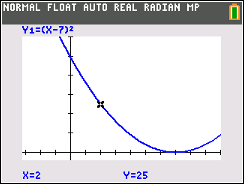 NORMAL FLOAT AUTO REAL RADIAN MP
Y1=(X-7)²
X=2 Y=25